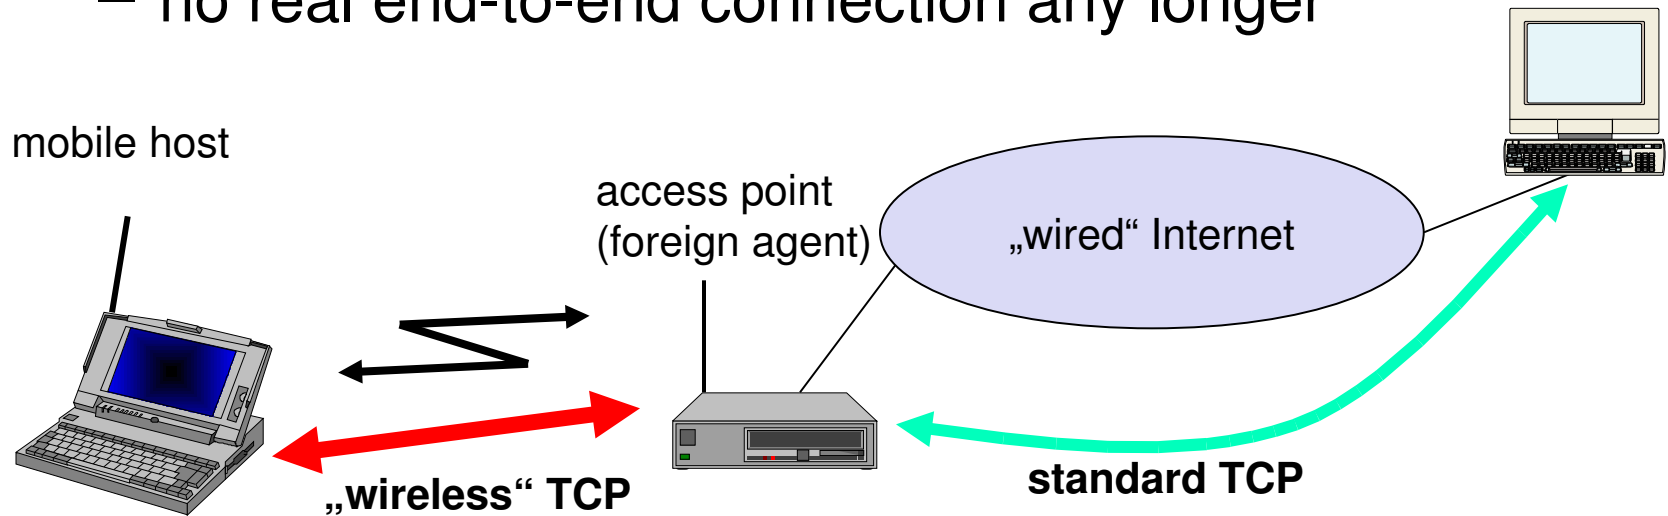 – no real end-to-end connection any longer
mobile host
access point
(foreign agent)
„wired“ Internet
„wireless“ TCP
standard TCP